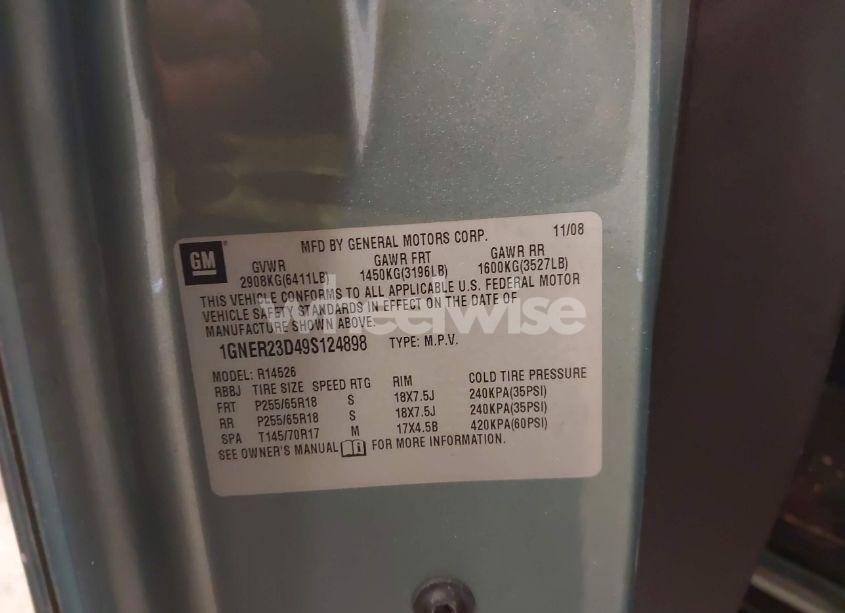 GM
MFD BY GENERAL MOTORS CORP. 11/08
GVWR GAWR FRT GAWR RR
2908KG(6411LB) 1450KG(3196LB) 1600KG(3527LB)
THIS VEHICLE CONFORMS TO ALL APPLICABLE U.S. FEDERAL MOTOR
VEHICLE SAFETY STANDARDS IN EFFECT ON THE DATE OF
MANUFACTURE SHOWN ABOVE.
wheelwise
1GNER23D49S124898 TYPE: M.P.V.
MODEL: R14526
RBBJ TIRE SIZE SPEED RTG RIM COLD TIRE PRESSURE
FRT P255/65R18 S 18X7.5J 240KPA(35PSI)
RR P255/65R18 S 18X7.5J 240KPA(35PSI)
SPA T145/70R17 M 17X4.5B 420KPA(60PSI)
SEE OWNER'S MANUAL FOR MORE INFORMATION.